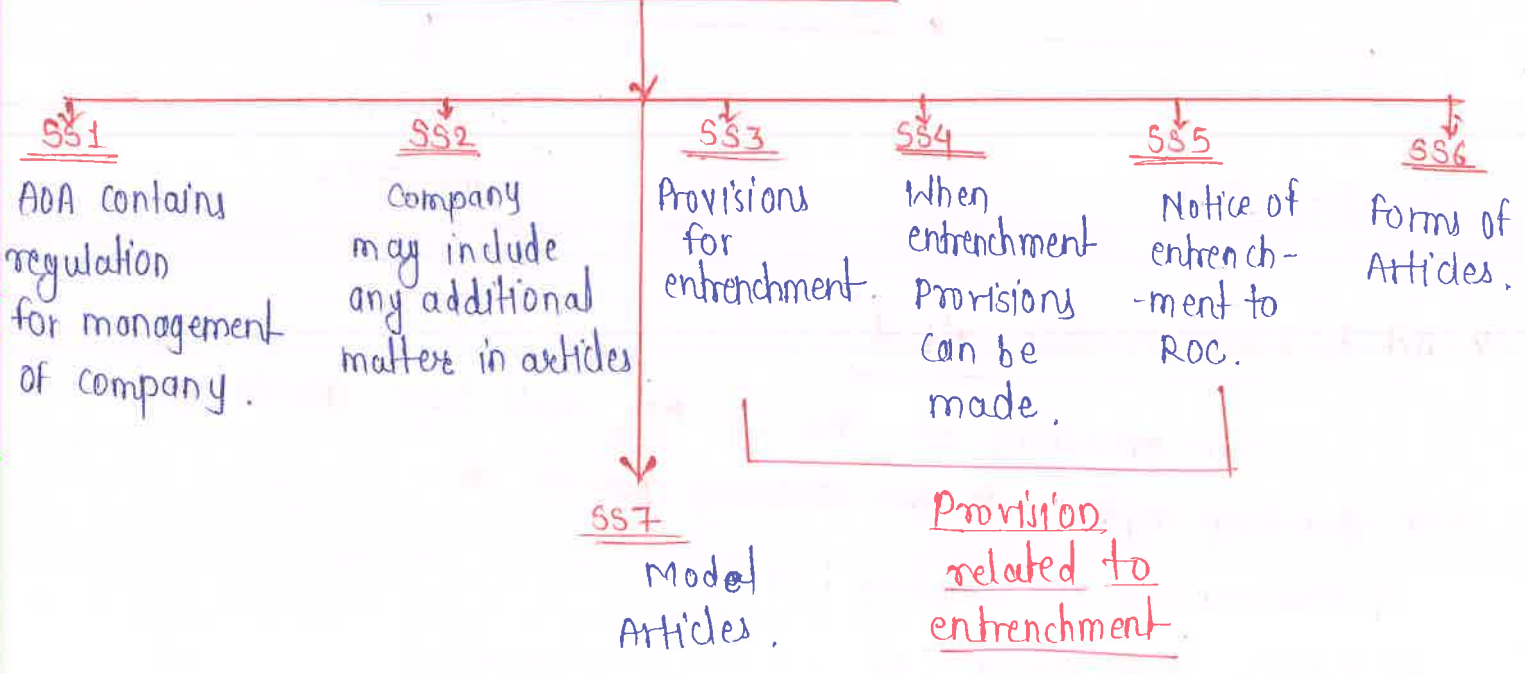 SS1
AOA contains
regulation
for management
of company.
SS2
Company
may include
any additional
matters in articles
SS3
Provisions
for
entrenchment.
SS4
When
entrenchment
Provisions
can be
made.
SS5
Notice of
entrench-
-ment to
ROC.
SS6
Forms of
Articles.
SS7
Model
Articles.
Provision
related to
entrenchment